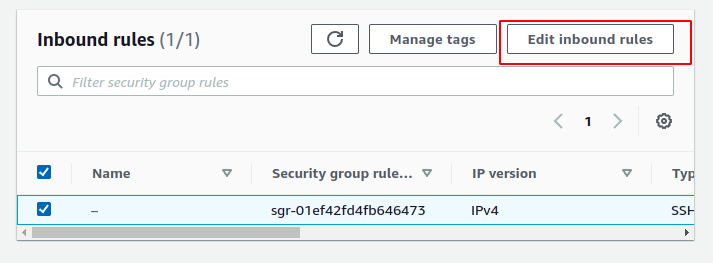 Inbound rules (1/1)
Manage tags
Edit inbound rules
Filter security group rules
1
Name
Security group rule...
IP version
Typ
–
sgr-01ef42fd4fb646473
IPv4
SSH